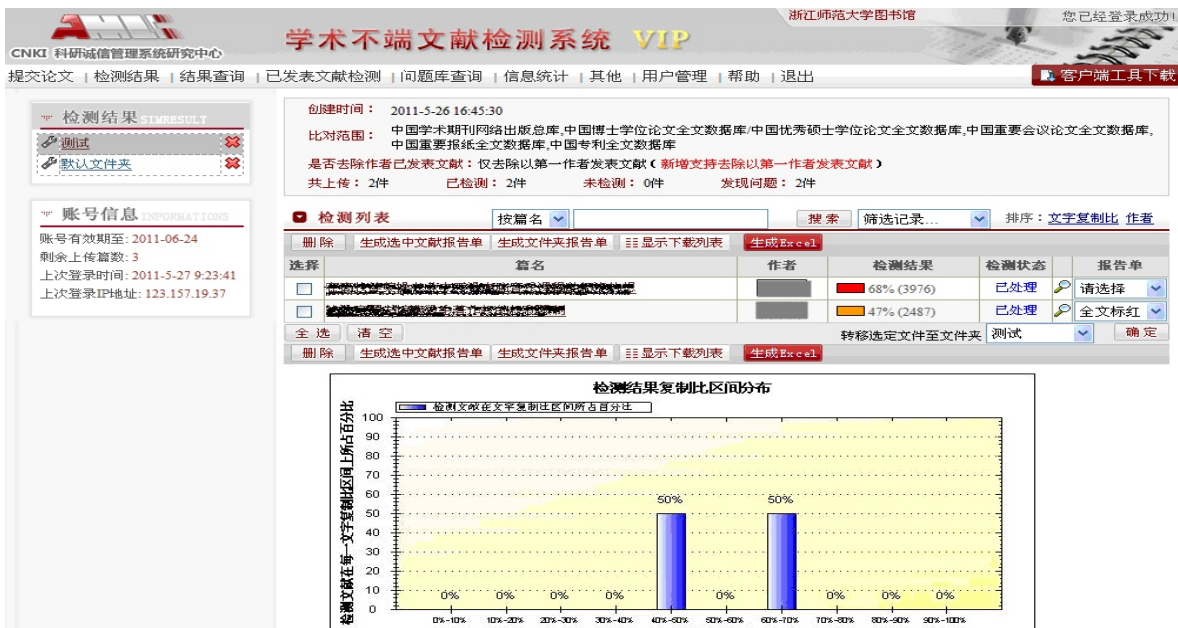 浙江师范大学图书馆
您已经登录成功!
CNKI 科研诚信管理系统研究中心
学术不端文献检测系统 VIP
提交论文 | 检测结果 | 结果查询 | 已发表文献检测 | 问题库查询 | 信息统计 | 其他 | 用户管理 | 帮助 | 退出
客户端工具下载
检测结果 SIMRESULT
测试
默认文件夹
账号信息 INFORMATIONS
账号有效期至: 2011-06-24
剩余上传篇数: 3
上次登录时间: 2011-5-27 9:23:41
上次登录IP地址: 123.157.19.37
创建时间： 2011-5-26 16:45:30
比对范围： 中国学术期刊网络出版总库,中国博士学位论文全文数据库/中国优秀硕士学位论文全文数据库,中国重要会议论文全文数据库,
中国重要报纸全文数据库,中国专利全文数据库
是否去除作者已发表文献：仅去除以第一作者发表文献 ( 新增支持去除以第一作者发表文献 )
共上传： 2件 已检测： 2件 未检测： 0件 发现问题： 2件
检测列表 按篇名 搜索 筛选记录... 排序：文字复制比 作者
删除 生成选中文献报告单 生成文件夹报告单 显示下载列表 生成Excel
选择 篇名 作者 检测结果 检测状态 报告单
68% (3976) 已处理 请选择
47% (2487) 已处理 全文标红
全选 清空 转移选定文件至文件夹 测试 确定
删除 生成选中文献报告单 生成文件夹报告单 显示下载列表 生成Excel
检测结果复制比区间分布
检测文献在文字复制比区间所占百分比
检测文献在每一文字复制比区间上所占百分比
100
90
80
70
60
50
40
30
20
10
0
0% 0% 0% 0% 50% 0% 50% 0% 0% 0%
0%-10% 10%-20% 20%-30% 30%-40% 40%-50% 50%-60% 60%-70% 70%-80% 80%-90% 90%-100%